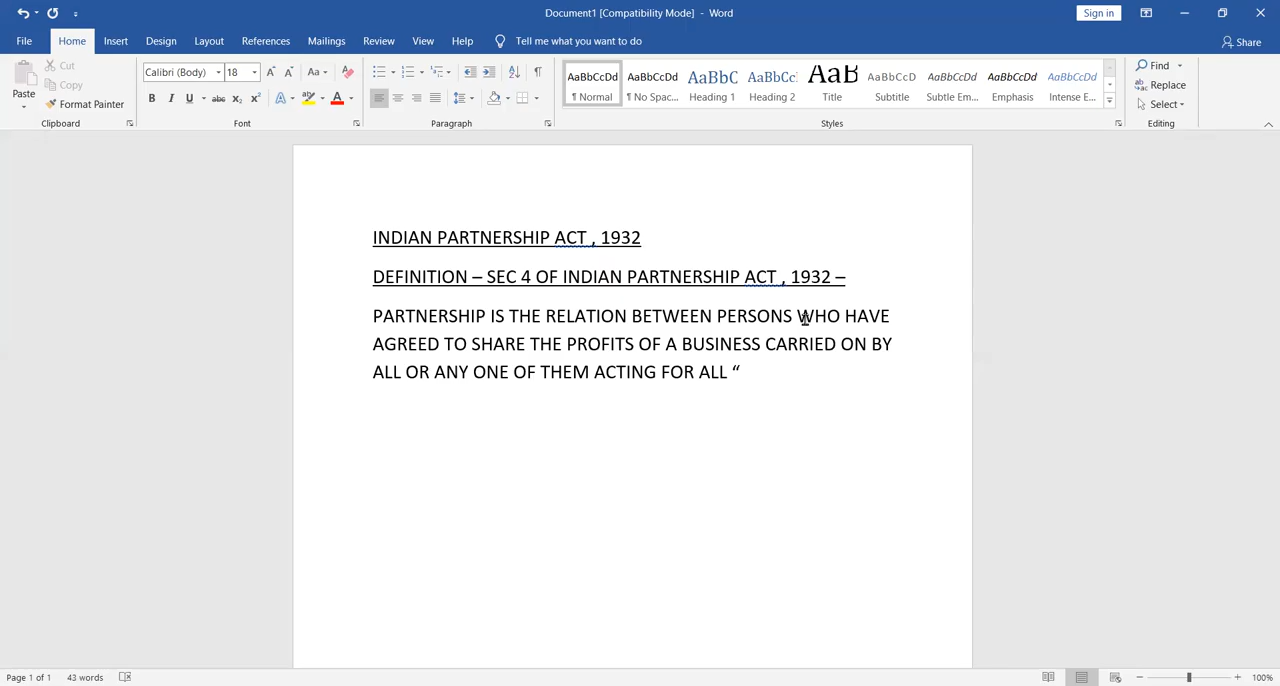 Document1 [Compatibility Mode] - Word
Sign in
File Home Insert Design Layout References Mailings Review View Help Tell me what you want to do Share
Paste
Cut
Copy
Format Painter
Clipboard
Calibri (Body) 18
Font
Paragraph
AaBbCcDd AaBbCcDd AaBbC AaBbCc AaB AaBbCcD AaBbCcDd AaBbCcDd AaBbCcDd
¶ Normal ¶ No Spac... Heading 1 Heading 2 Title Subtitle Subtle Em... Emphasis Intense E...
Styles
Find
Replace
Select
Editing
INDIAN PARTNERSHIP ACT , 1932
DEFINITION – SEC 4 OF INDIAN PARTNERSHIP ACT , 1932 –
PARTNERSHIP IS THE RELATION BETWEEN PERSONS WHO HAVE
AGREED TO SHARE THE PROFITS OF A BUSINESS CARRIED ON BY
ALL OR ANY ONE OF THEM ACTING FOR ALL “
Page 1 of 1 43 words 100%